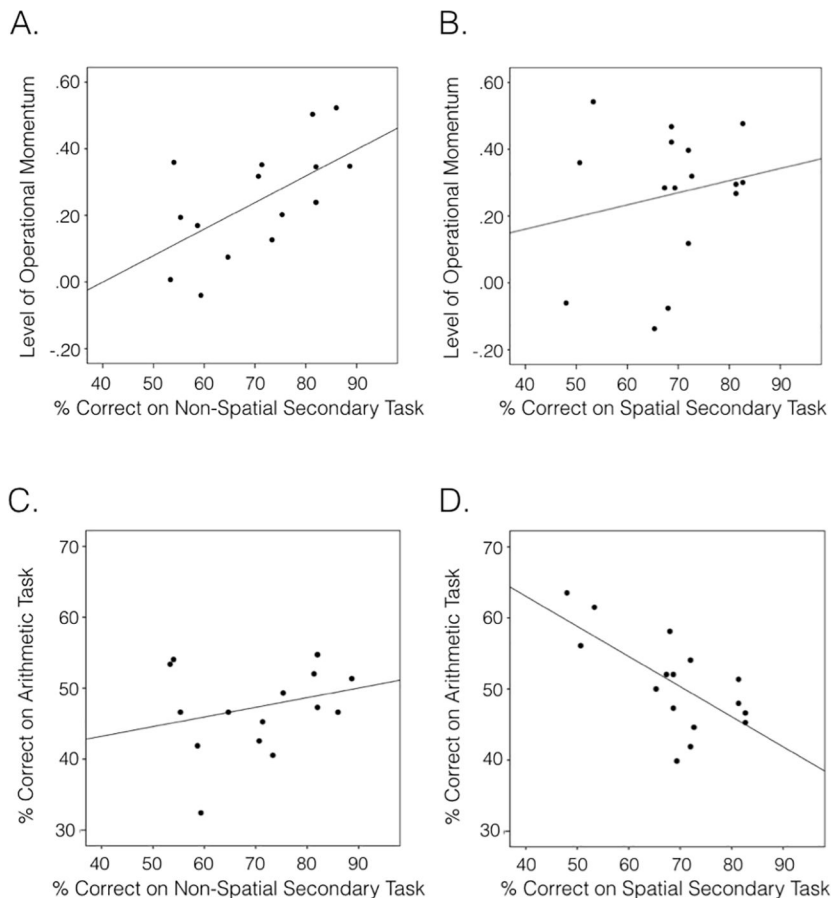 A.
Level of Operational Momentum
.60
.40
.20
.00
-.20
40 50 60 70 80 90
% Correct on Non-Spatial Secondary Task
B.
Level of Operational Momentum
.60
.40
.20
.00
-.20
40 50 60 70 80 90
% Correct on Spatial Secondary Task
C.
% Correct on Arithmetic Task
70
60
50
40
30
40 50 60 70 80 90
% Correct on Non-Spatial Secondary Task
D.
% Correct on Arithmetic Task
70
60
50
40
30
40 50 60 70 80 90
% Correct on Spatial Secondary Task